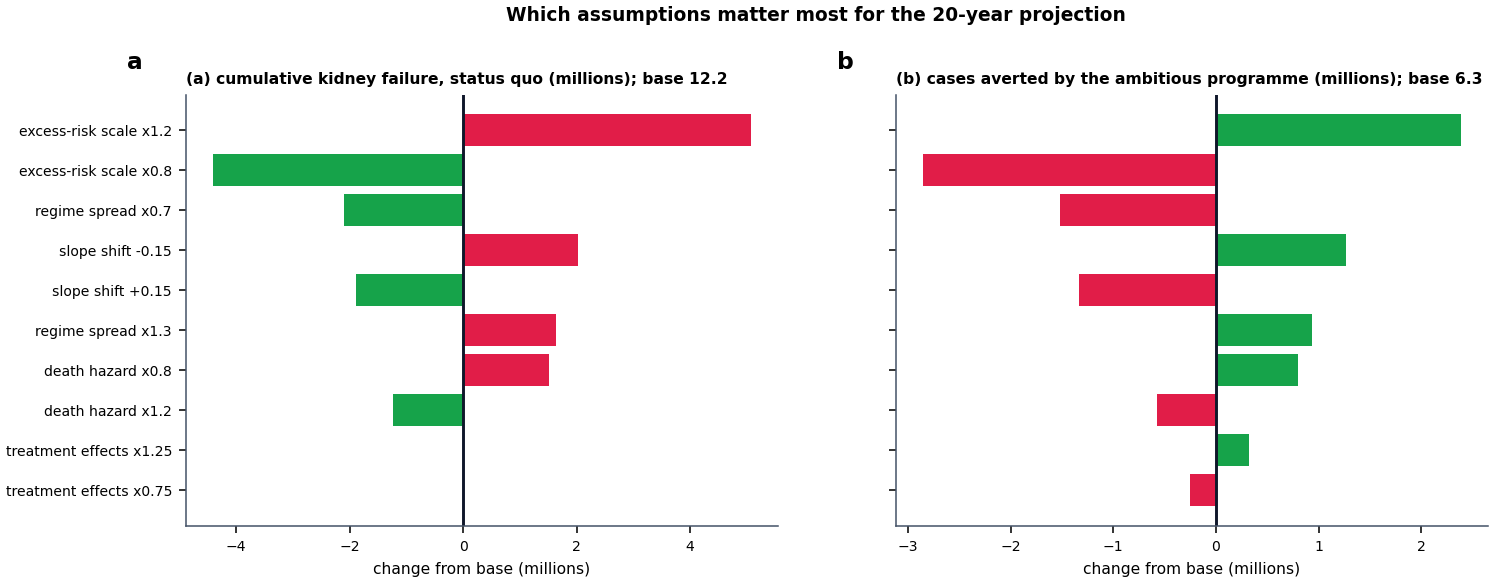 Which assumptions matter most for the 20-year projection
a
(a) cumulative kidney failure, status quo (millions); base 12.2
excess-risk scale x1.2
excess-risk scale x0.8
regime spread x0.7
slope shift -0.15
slope shift +0.15
regime spread x1.3
death hazard x0.8
death hazard x1.2
treatment effects x1.25
treatment effects x0.75
−4 −2 0 2 4
change from base (millions)
b
(b) cases averted by the ambitious programme (millions); base 6.3
−3 −2 −1 0 1 2
change from base (millions)